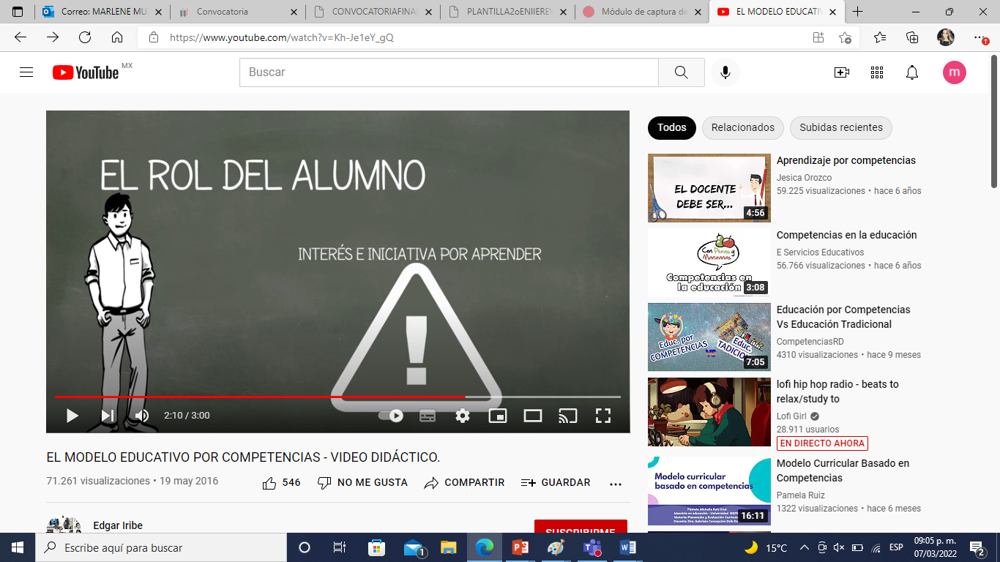 Correo: MARLENE MU
Convocatoria
CONVOCATORIAFINA
PLANTILLA2oENIIEREV
Módulo de captura de
EL MODELO EDUCATIV
https://www.youtube.com/watch?v=Kh-Je1eY_gQ
YouTube MX
Buscar
m
EL ROL DEL ALUMNO
INTERÉS E INICIATIVA POR APRENDER
!
2:10 / 3:00
EL MODELO EDUCATIVO POR COMPETENCIAS - VIDEO DIDÁCTICO.
71.261 visualizaciones • 19 may 2016
546
NO ME GUSTA
COMPARTIR
GUARDAR
Edgar Iribe
SUSCRIBIRME
Todos
Relacionados
Subidas recientes
EL DOCENTE
DEBE SER...
4:56
Aprendizaje por competencias
Jesica Orozco
59.225 visualizaciones • hace 6 años
Con Peras y
Manzanas
Competencias en
la educación
3:08
Competencias en la educación
E Servicios Educativos
56.766 visualizaciones • hace 6 años
Educ. por
COMPETENCIAS
VS
Educ.
TADICION
7:05
Educación por Competencias
Vs Educación Tradicional
CompetenciasRD
4310 visualizaciones • hace 9 meses
lofi hip hop radio - beats to
relax/study to
Lofi Girl
28.911 usuarios
EN DIRECTO AHORA
Modelo curricular
basado en competencias
16:11
Modelo Curricular Basado en
Competencias
Pamela Ruiz
1322 visualizaciones • hace 6 meses
Escribe aquí para buscar
1
15°C
ESP
09:05 p. m.
07/03/2022
2